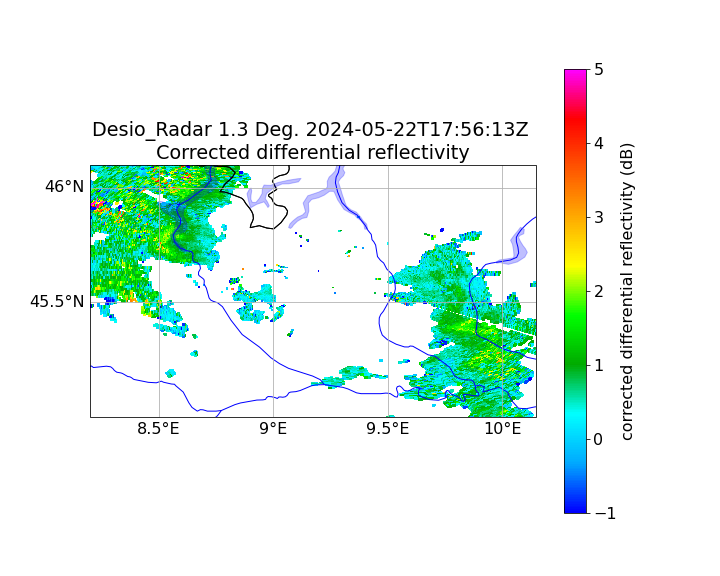 Desio_Radar 1.3 Deg. 2024-05-22T17:56:13Z
Corrected differential reflectivity
46°N
45.5°N
8.5°E
9°E
9.5°E
10°E
5
4
3
2
1
0
−1
corrected differential reflectivity (dB)